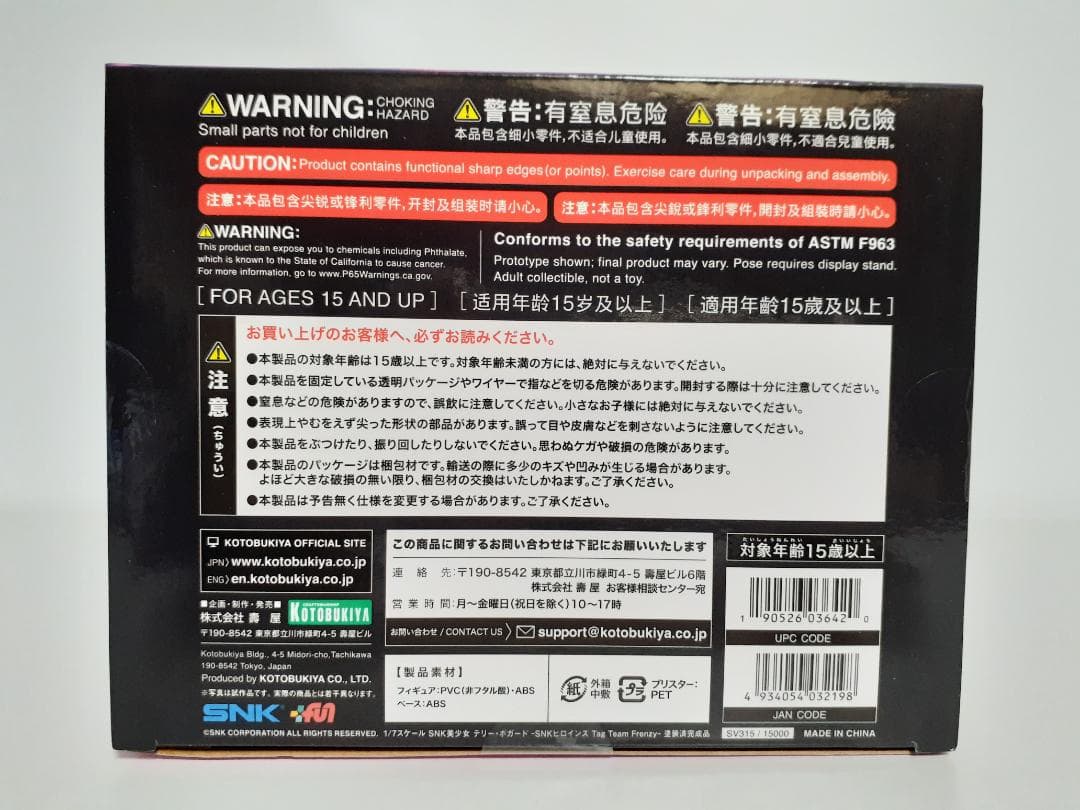 ⚠WARNING: CHOKING HAZARD
Small parts not for children
⚠警告:有窒息危险
本品包含细小零件,不适合儿童使用。
⚠警告:有窒息危險
本品包含細小零件,不適合兒童使用。
CAUTION: Product contains functional sharp edges (or points). Exercise care during unpacking and assembly.
注意:本品包含尖锐或锋利零件,开封及组装时请小心。
注意:本品包含尖銳或鋒利零件,開封及組裝時請小心。
⚠WARNING:
This product can expose you to chemicals including Phthalate,
which is known to the State of California to cause cancer.
For more information, go to www.P65Warnings.ca.gov.
Conforms to the safety requirements of ASTM F963
Prototype shown; final product may vary. Pose requires display stand.
Adult collectible, not a toy.
[ FOR AGES 15 AND UP ] [ 适用年龄15岁及以上 ] [ 適用年齡15歲及以上 ]
⚠注意(ちゅうい)
お買い上げのお客様へ、必ずお読みください。
●本製品の対象年齢は15歳以上です。対象年齢未満の方には、絶対に与えないでください。
●本製品を固定している透明パッケージやワイヤーで指などを切る危険があります。開封する際は十分に注意してください。
●窒息などの危険がありますので、誤飲に注意してください。小さなお子様には絶対に与えないでください。
●表現上やむをえず尖った形状の部品があります。誤って目や皮膚などを刺さないように注意してください。
●本製品をぶつけたり、振り回したりしないでください。思わぬケガや破損の危険があります。
●本製品のパッケージは梱包材です。輸送の際に多少のキズや凹みが生じる場合があります。
よほど大きな破損の無い限り、梱包材の交換はいたしかねます。ご了承ください。
●本製品は予告無く仕様を変更する場合があります。ご了承ください。
KOTOBUKIYA OFFICIAL SITE
JPN〉www.kotobukiya.co.jp
ENG〉en.kotobukiya.co.jp
■企画・制作・発売■
株式会社 壽 屋
KOTOBUKIYA
〒190-8542 東京都立川市緑町4-5 壽屋ビル
Kotobukiya Bldg., 4-5 Midori-cho,Tachikawa
190-8542 Tokyo, Japan
Produced by KOTOBUKIYA CO., LTD.
※写真は試作品です。実際の商品とは若干異なります。
SNK +FUN
この商品に関するお問い合わせは下記にお願いいたします
連 絡 先:〒190-8542 東京都立川市緑町4-5 壽屋ビル6階
株式会社 壽 屋 お客様相談センター宛
営業時間:月~金曜日(祝日を除く)10~17時
お問い合わせ/CONTACT US 〉 support@kotobukiya.co.jp
【製品素材】
フィギュア:PVC(非フタル酸)・ABS
ベース:ABS
紙 外箱
中敷
プラ ブリスター:
PET
たいしょうねんれい さいいじょう
対象年齢15歳以上
1 90526 03642 0
UPC CODE
4 934054 032198
JAN CODE
©SNK CORPORATION ALL RIGHTS RESERVED. 1/7スケール SNK美少女 テリー・ボガード -SNKヒロインズ Tag Team Frenzy- 塗装済完成品 SV315 / 15000 MADE IN CHINA